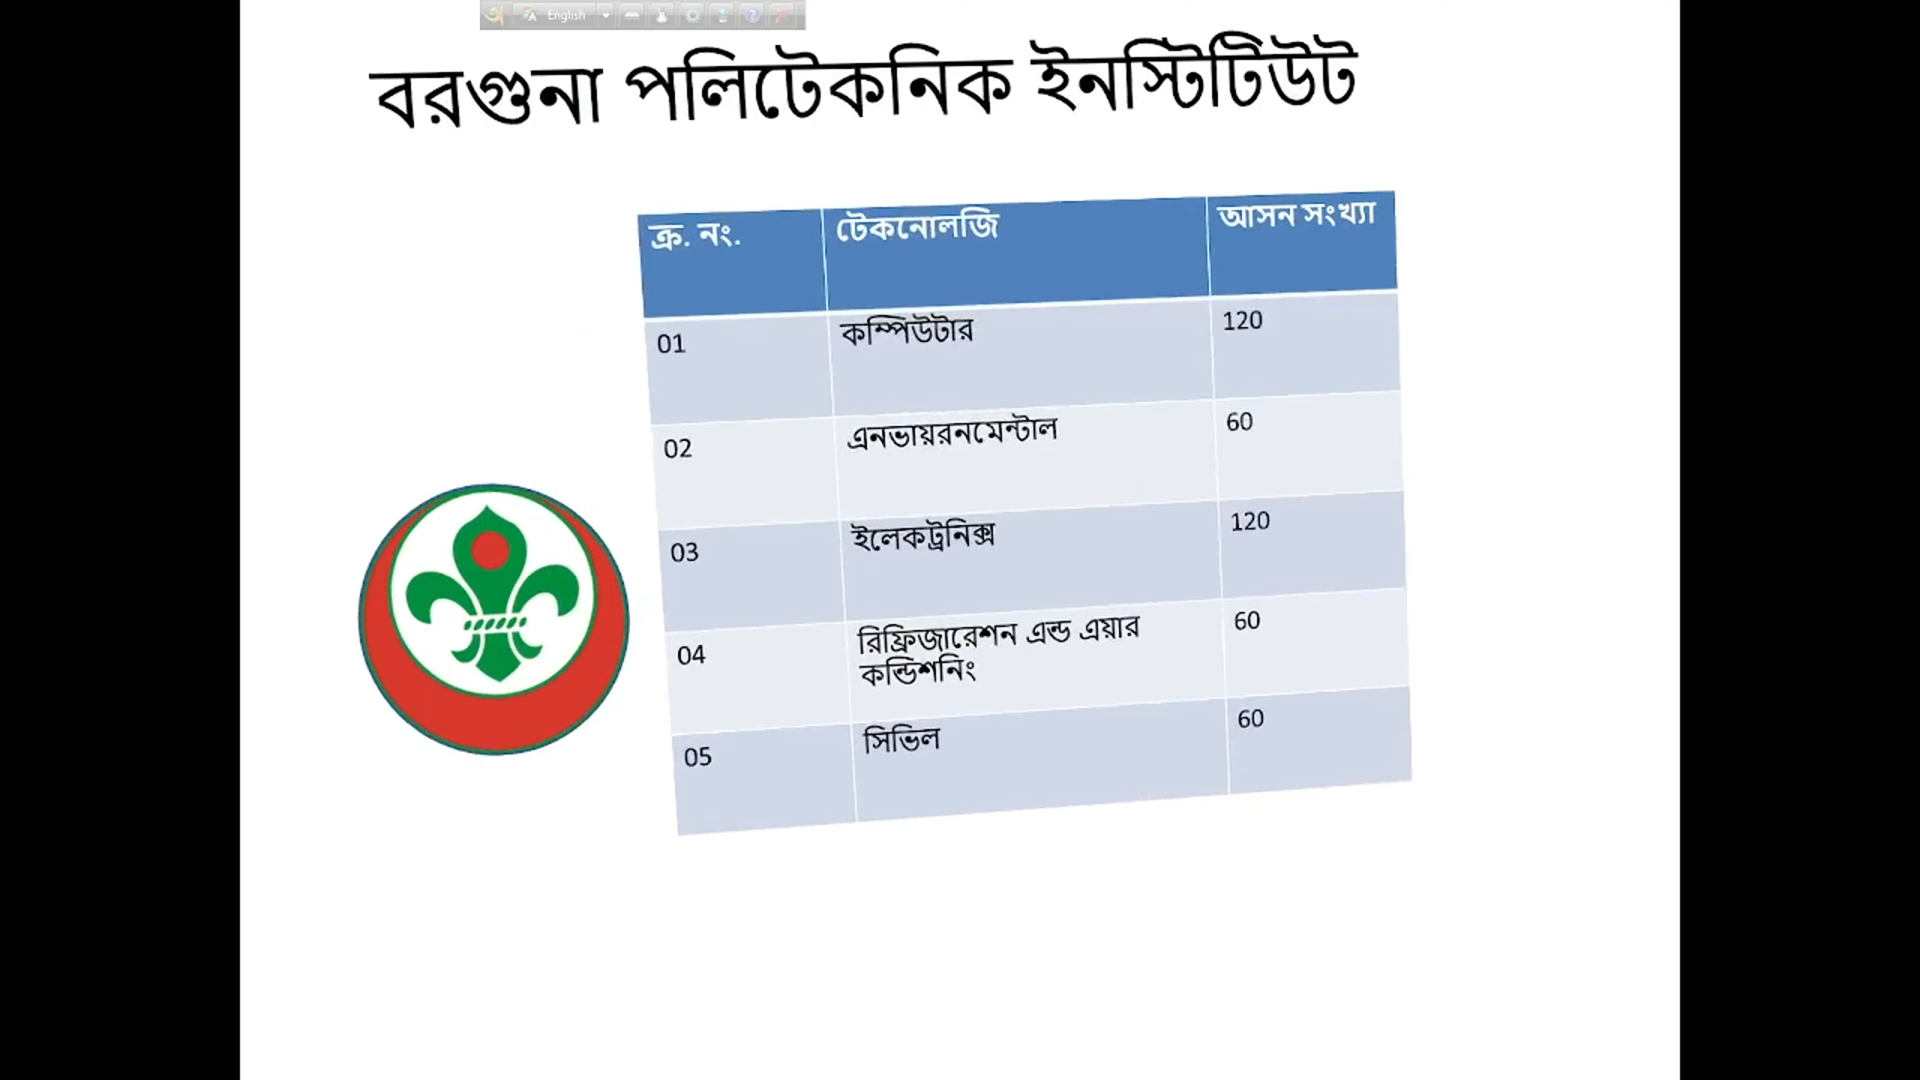 English
বরগুনা পলিটেকনিক ইনস্টিটিউট
ক্র. নং. টেকনোলজি আসন সংখ্যা
01 কম্পিউটার 120
02 এনভায়রনমেন্টাল 60
03 ইলেকট্রনিক্স 120
04 রিফ্রিজারেশন এন্ড এয়ার 60
কন্ডিশনিং
05 সিভিল 60